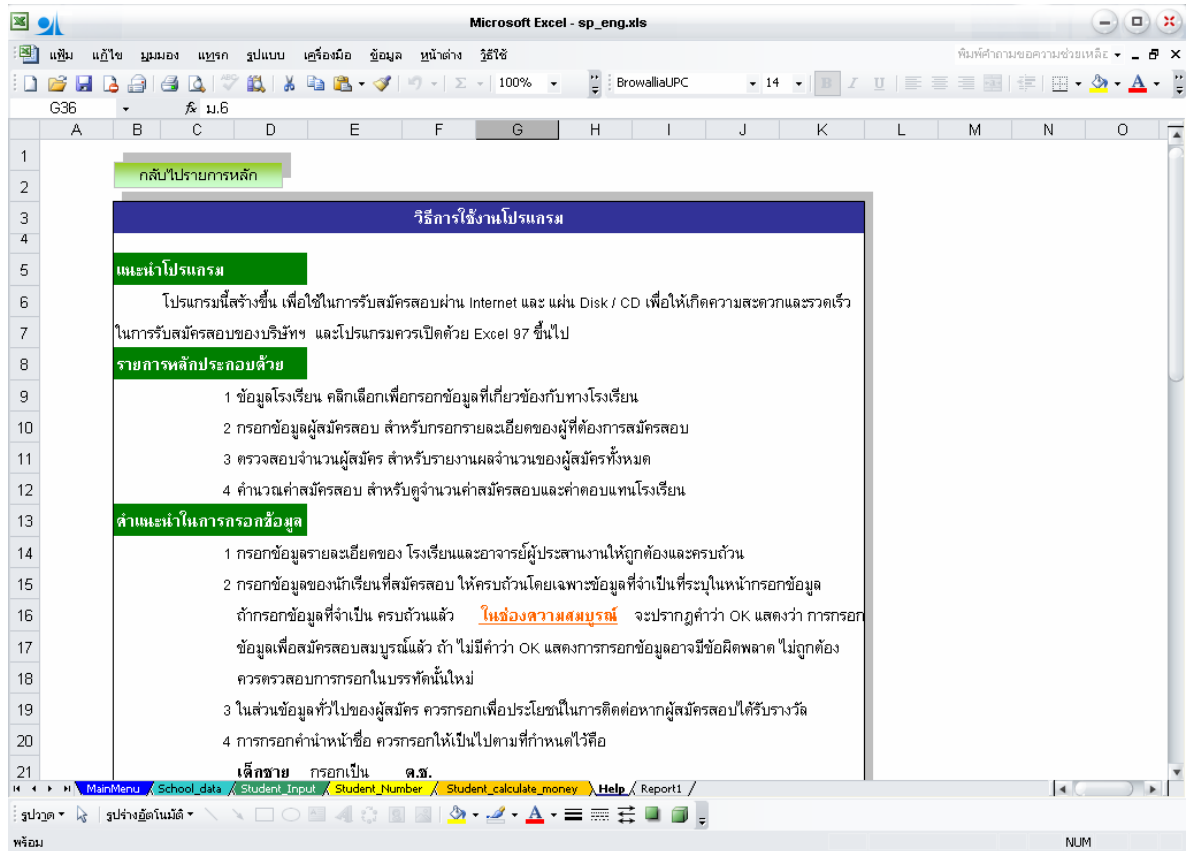 Microsoft Excel - sp_eng.xls
แฟ้ม แก้ไข มุมมอง แทรก รูปแบบ เครื่องมือ ข้อมูล หน้าต่าง วิธีใช้ พิมพ์คำถามขอความช่วยเหลือ
100% BrowalliaUPC 14 B I U
G36 fx ม.6
A B C D E F G H I J K L M N O
1
2 กลับไปรายการหลัก
3 วิธีการใช้งานโปรแกรม
4
5 แนะนำโปรแกรม
6 โปรแกรมนี้สร้างขึ้น เพื่อใช้ในการรับสมัครสอบผ่าน Internet และ แผ่น Disk / CD เพื่อให้เกิดความสะดวกและรวดเร็ว
7 ในการรับสมัครสอบของบริษัทฯ และโปรแกรมควรเปิดด้วย Excel 97 ขึ้นไป
8 รายการหลักประกอบด้วย
9 1 ข้อมูลโรงเรียน คลิกเลือกเพื่อกรอกข้อมูลที่เกี่ยวข้องกับทางโรงเรียน
10 2 กรอกข้อมูลผู้สมัครสอบ สำหรับกรอกรายละเอียดของผู้ที่ต้องการสมัครสอบ
11 3 ตรวจสอบจำนวนผู้สมัคร สำหรับรายงานผลจำนวนของผู้สมัครทั้งหมด
12 4 คำนวณค่าสมัครสอบ สำหรับดูจำนวนค่าสมัครสอบและค่าตอบแทนโรงเรียน
13 คำแนะนำในการกรอกข้อมูล
14 1 กรอกข้อมูลรายละเอียดของ โรงเรียนและอาจารย์ผู้ประสานงานให้ถูกต้องและครบถ้วน
15 2 กรอกข้อมูลของนักเรียนที่สมัครสอบ ให้ครบถ้วนโดยเฉพาะข้อมูลที่จำเป็นที่ระบุในหน้ากรอกข้อมูล
16 ถ้ากรอกข้อมูลที่จำเป็น ครบถ้วนแล้ว ในช่องความสมบูรณ์ จะปรากฎคำว่า OK แสดงว่า การกรอก
17 ข้อมูลเพื่อสมัครสอบสมบูรณ์แล้ว ถ้า ไม่มีคำว่า OK แสดงการกรอกข้อมูลอาจมีข้อผิดพลาด ไม่ถูกต้อง
18 ควรตรวสอบการกรอกในบรรทัดนั้นใหม่
19 3 ในส่วนข้อมูลทั่วไปของผู้สมัคร ควรกรอกเพื่อประโยชน์ในการติดต่อหากผู้สมัครสอบได้รับรางวัล
20 4 การกรอกคำนำหน้าชื่อ ควรกรอกให้เป็นไปตามที่กำหนดไว้คือ
21 เด็กชาย กรอกเป็น ด.ช.
MainMenu School_data Student_Input Student_Number Student_calculate_money Help Report1
รูปวาด รูปร่างอัตโนมัติ
พร้อม NUM